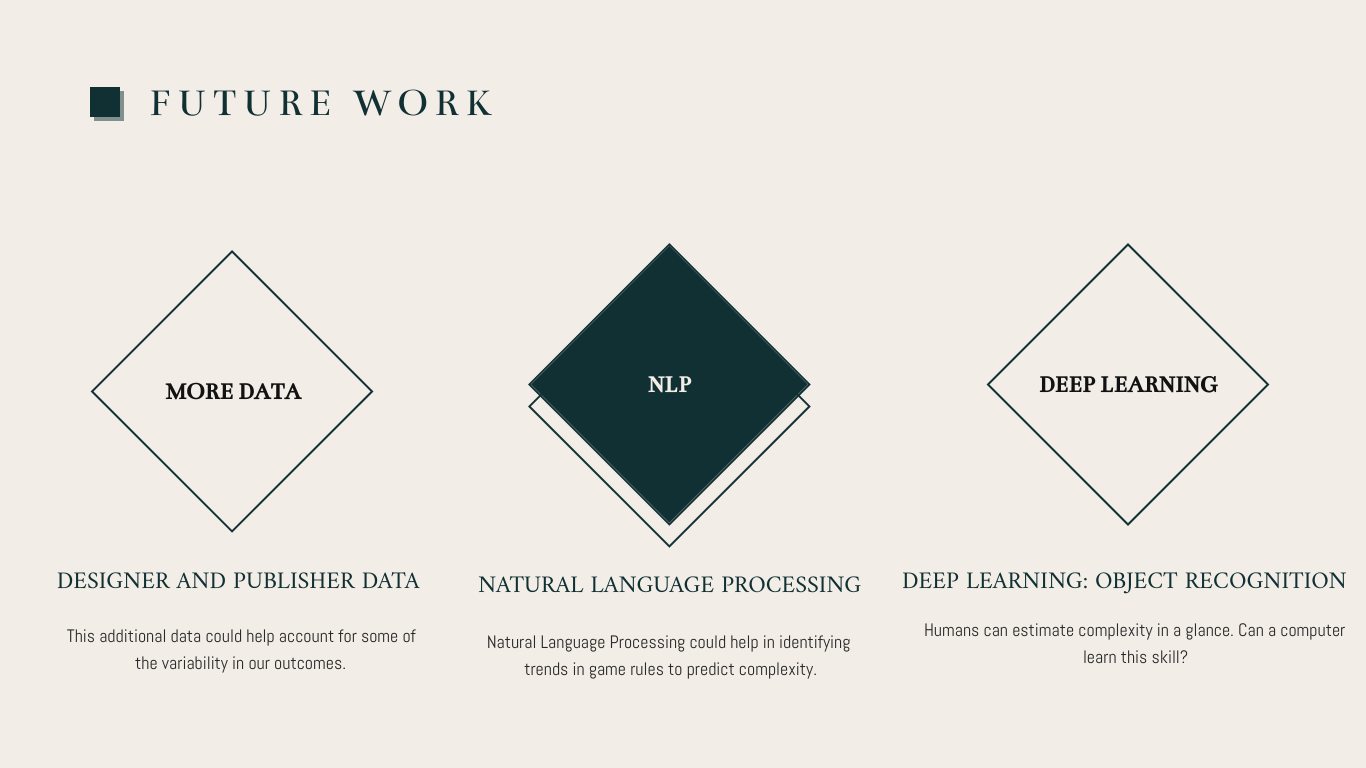 FUTURE WORK
MORE DATA
NLP
DEEP LEARNING
DESIGNER AND PUBLISHER DATA
This additional data could help account for some of
the variability in our outcomes.
NATURAL LANGUAGE PROCESSING
Natural Language Processing could help in identifying
trends in game rules to predict complexity.
DEEP LEARNING: OBJECT RECOGNITION
Humans can estimate complexity in a glance. Can a computer
learn this skill?